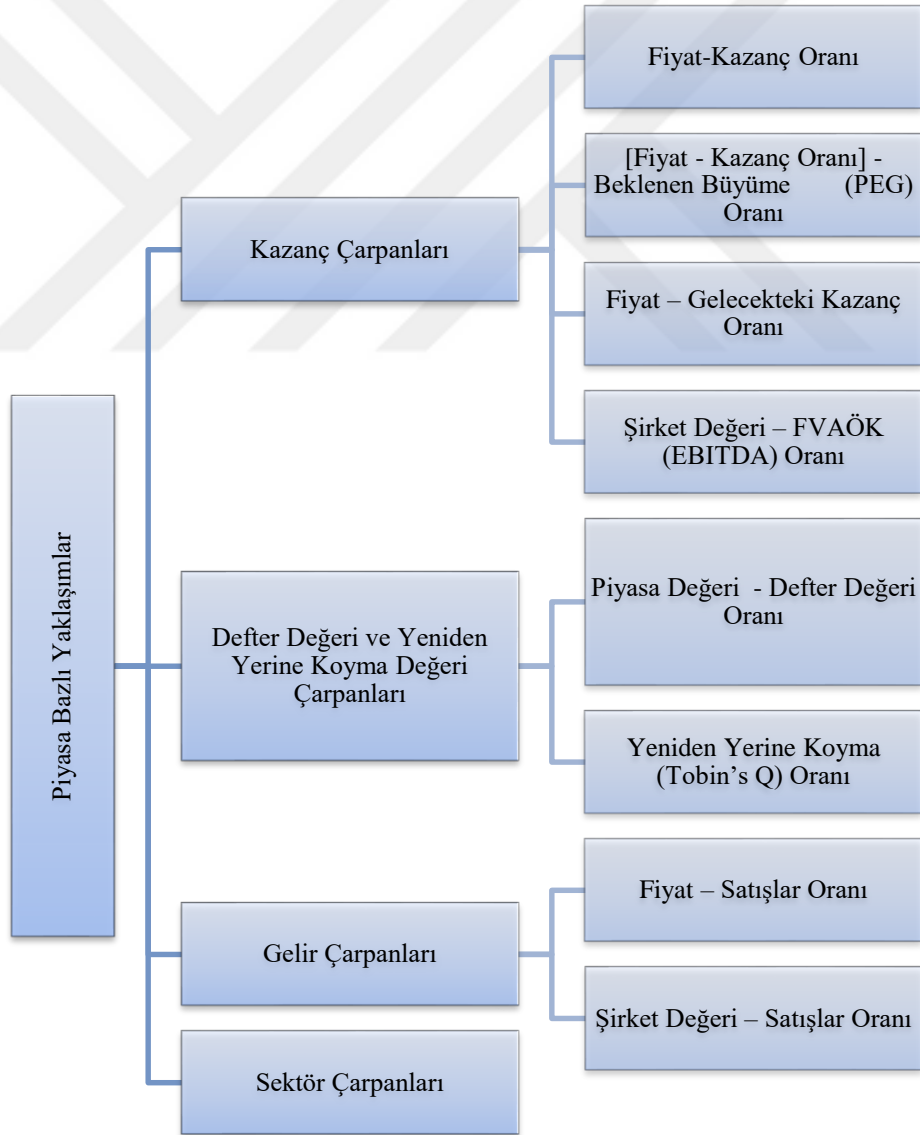 Piyasa Bazlı Yaklaşımlar
Kazanç Çarpanları
Fiyat-Kazanç Oranı
[Fiyat - Kazanç Oranı] -
Beklenen Büyüme (PEG)
Oranı
Fiyat – Gelecekteki Kazanç
Oranı
Şirket Değeri – FVAÖK
(EBITDA) Oranı
Defter Değeri ve Yeniden
Yerine Koyma Değeri
Çarpanları
Piyasa Değeri - Defter Değeri
Oranı
Yeniden Yerine Koyma
(Tobin’s Q) Oranı
Gelir Çarpanları
Fiyat – Satışlar Oranı
Şirket Değeri – Satışlar Oranı
Sektör Çarpanları